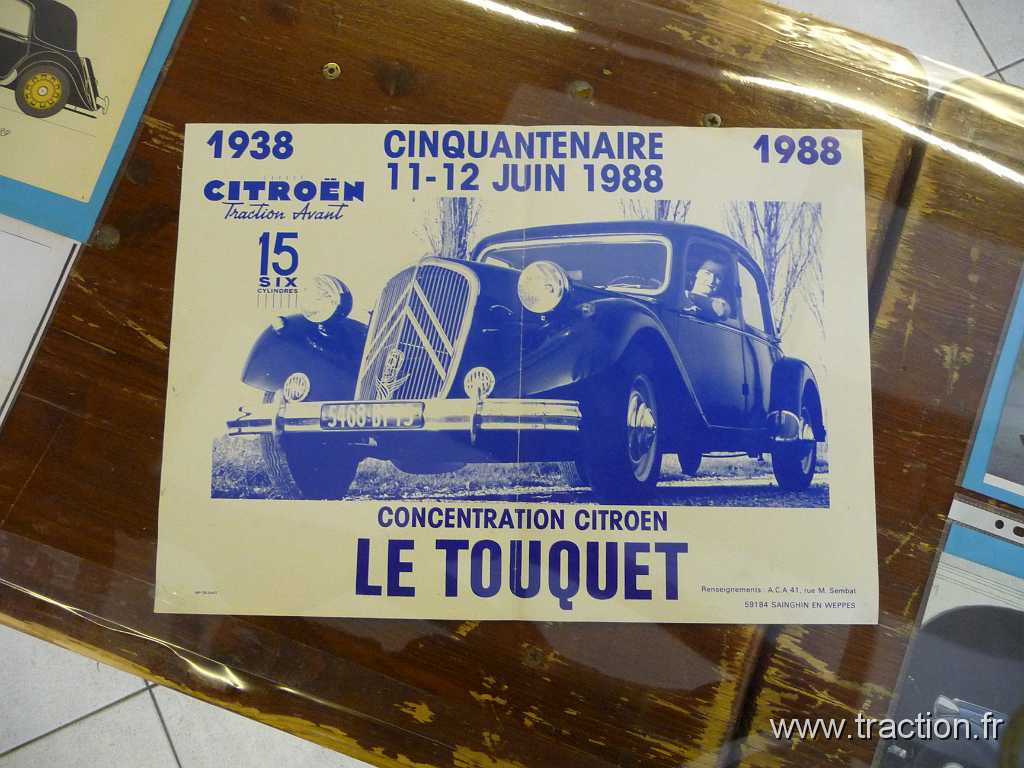 1938 CINQUANTENAIRE 1988
11-12 JUIN 1988
CITROËN
Traction Avant
15
SIX
CYLINDRES
5468 BT 75
CONCENTRATION CITROEN
LE TOUQUET
Renseignements : A.C.A 41, rue M. Sembat
59184 SAINGHIN EN WEPPES
www.traction.fr